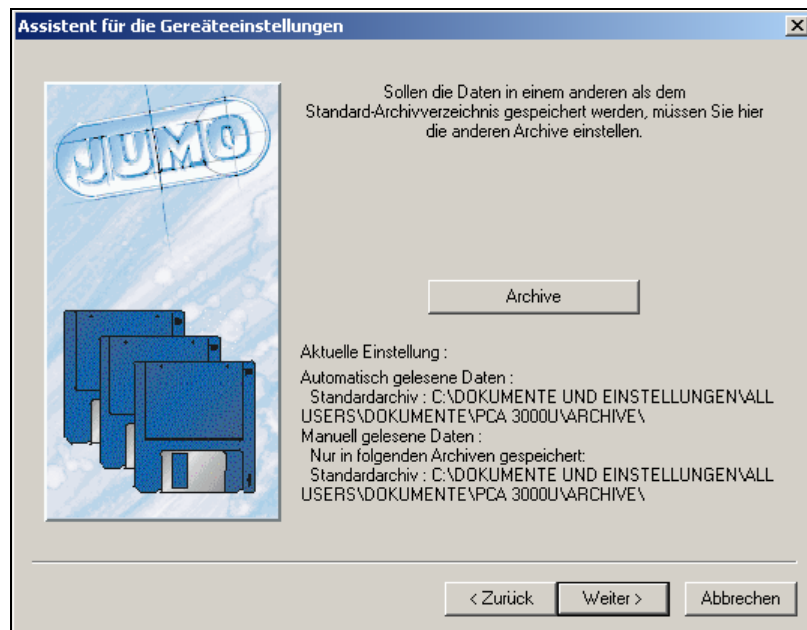 Assistent für die Gereäteeinstellungen
JUMO
Sollen die Daten in einem anderen als dem
Standard-Archivverzeichnis gespeichert werden, müssen Sie hier
die anderen Archive einstellen.
Archive
Aktuelle Einstellung :
Automatisch gelesene Daten :
Standardarchiv : C:\DOKUMENTE UND EINSTELLUNGEN\ALL
USERS\DOKUMENTE\PCA 3000U\ARCHIVE\
Manuell gelesene Daten :
Nur in folgenden Archiven gespeichert:
Standardarchiv : C:\DOKUMENTE UND EINSTELLUNGEN\ALL
USERS\DOKUMENTE\PCA 3000U\ARCHIVE\
< Zurück
Weiter >
Abbrechen